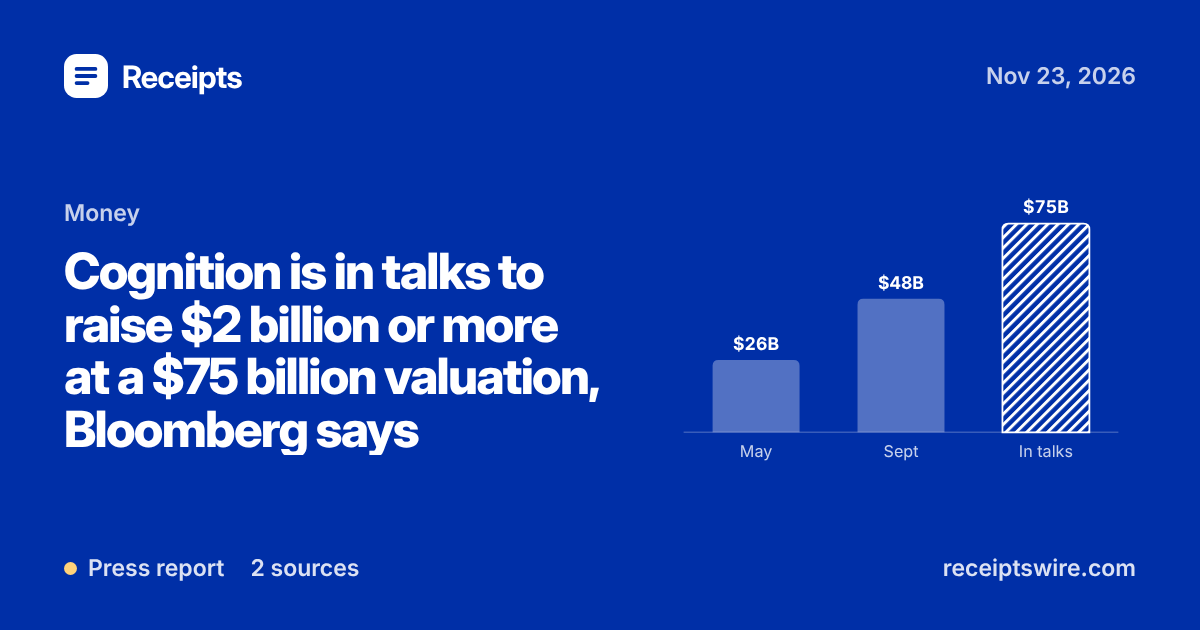 Receipts
Nov 23, 2026
Money
Cognition is in talks to
raise $2 billion or more
at a $75 billion valuation,
Bloomberg says
$26B
$48B
$75B
May
Sept
In talks
Press report
2 sources
receiptswire.com